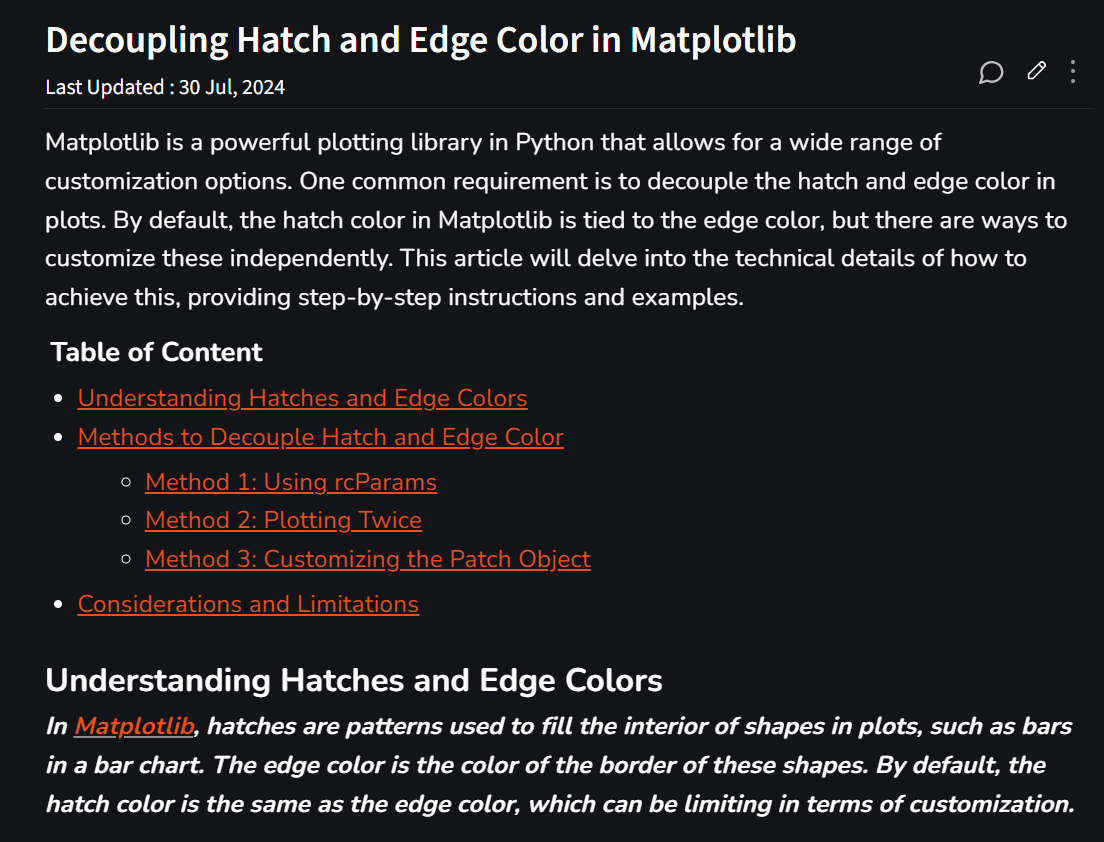 Decoupling Hatch and Edge Color in Matplotlib
Last Updated : 30 Jul, 2024
Matplotlib is a powerful plotting library in Python that allows for a wide range of
customization options. One common requirement is to decouple the hatch and edge color in
plots. By default, the hatch color in Matplotlib is tied to the edge color, but there are ways to
customize these independently. This article will delve into the technical details of how to
achieve this, providing step-by-step instructions and examples.
Table of Content
Understanding Hatches and Edge Colors
Methods to Decouple Hatch and Edge Color
Method 1: Using rcParams
Method 2: Plotting Twice
Method 3: Customizing the Patch Object
Considerations and Limitations
Understanding Hatches and Edge Colors
In Matplotlib, hatches are patterns used to fill the interior of shapes in plots, such as bars
in a bar chart. The edge color is the color of the border of these shapes. By default, the
hatch color is the same as the edge color, which can be limiting in terms of customization.